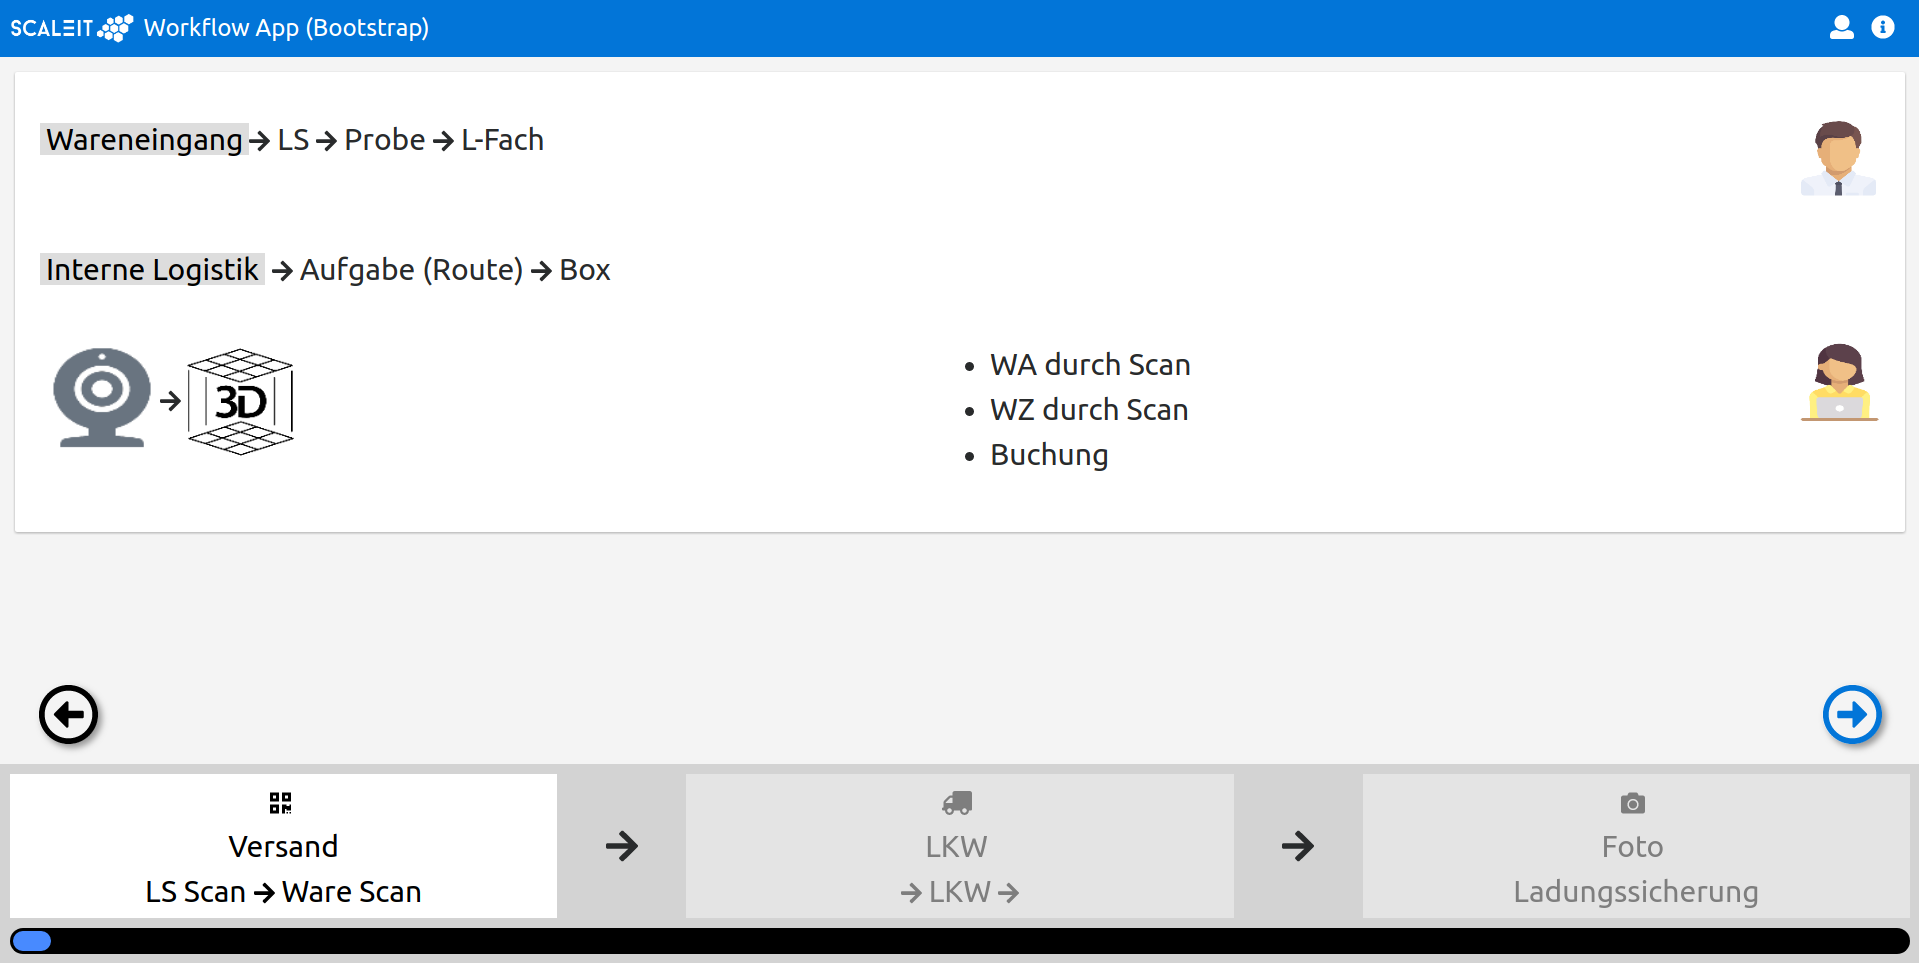 SCALEIT Workflow App (Bootstrap)
Wareneingang → LS → Probe → L-Fach
Interne Logistik → Aufgabe (Route) → Box
→ 3D
• WA durch Scan
• WZ durch Scan
• Buchung
Versand
LS Scan → Ware Scan
→
LKW
→ LKW →
→
Foto
Ladungssicherung